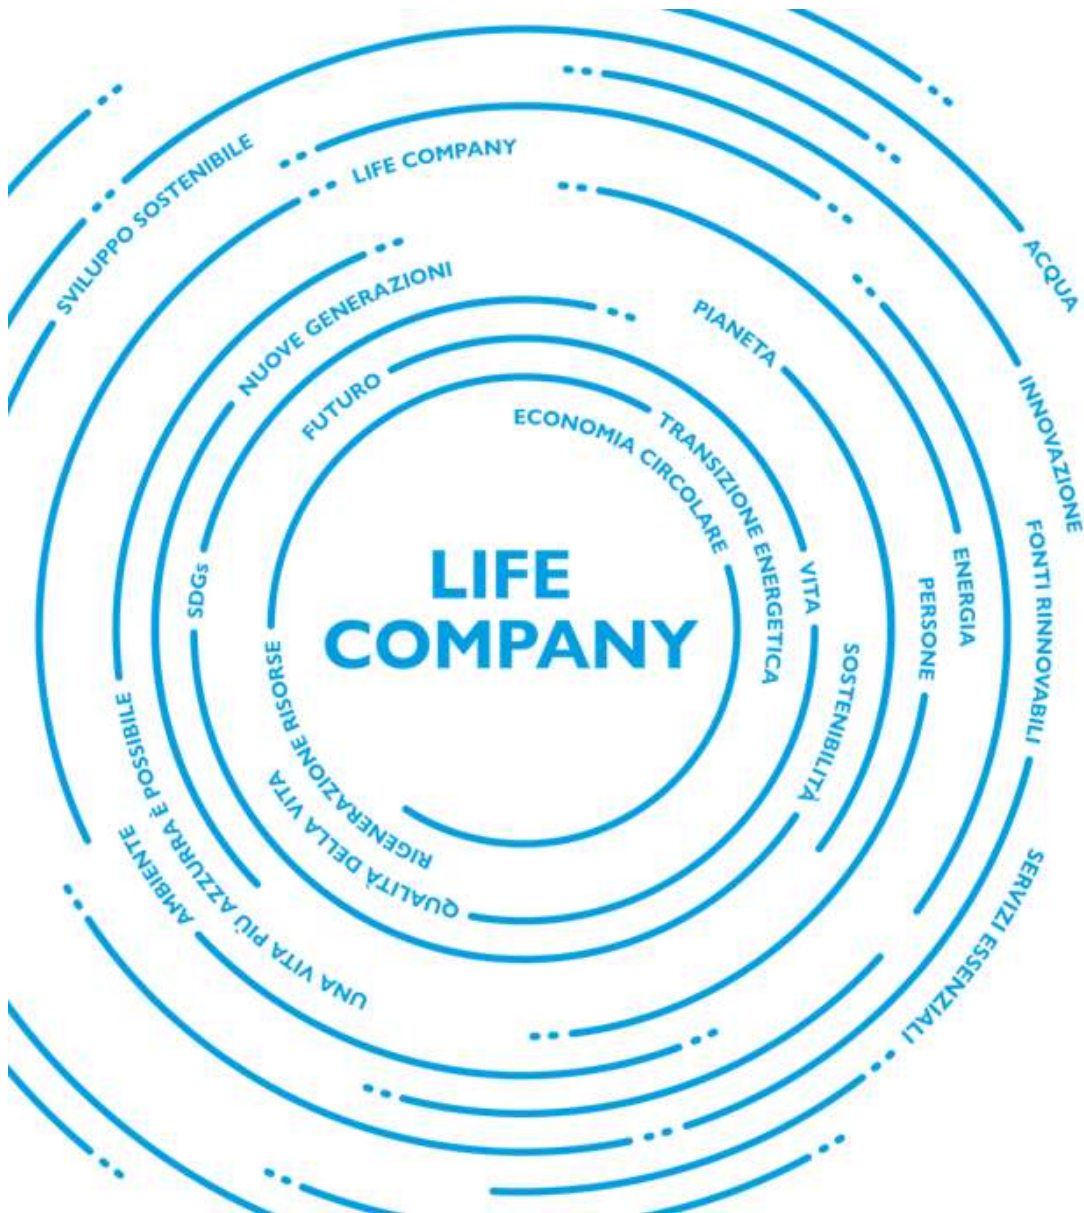 SVILUPPO SOSTENIBILE
LIFE COMPANY
ACQUA
NUOVE GENERAZIONI
PIANETA
INNOVAZIONE
FUTURO
ECONOMIA CIRCOLARE
TRANSIZIONE ENERGETICA
FONTI RINNOVABILI
LIFE
COMPANY
SDGs
VITA
ENERGIA
PERSONE
SOSTENIBILITÀ
RIGENERAZIONE RISORSE
QUALITÀ DELLA VITA
UNA VITA PIÙ AZZURRA È POSSIBILE
AMBIENTE
SERVIZI ESSENZIALI